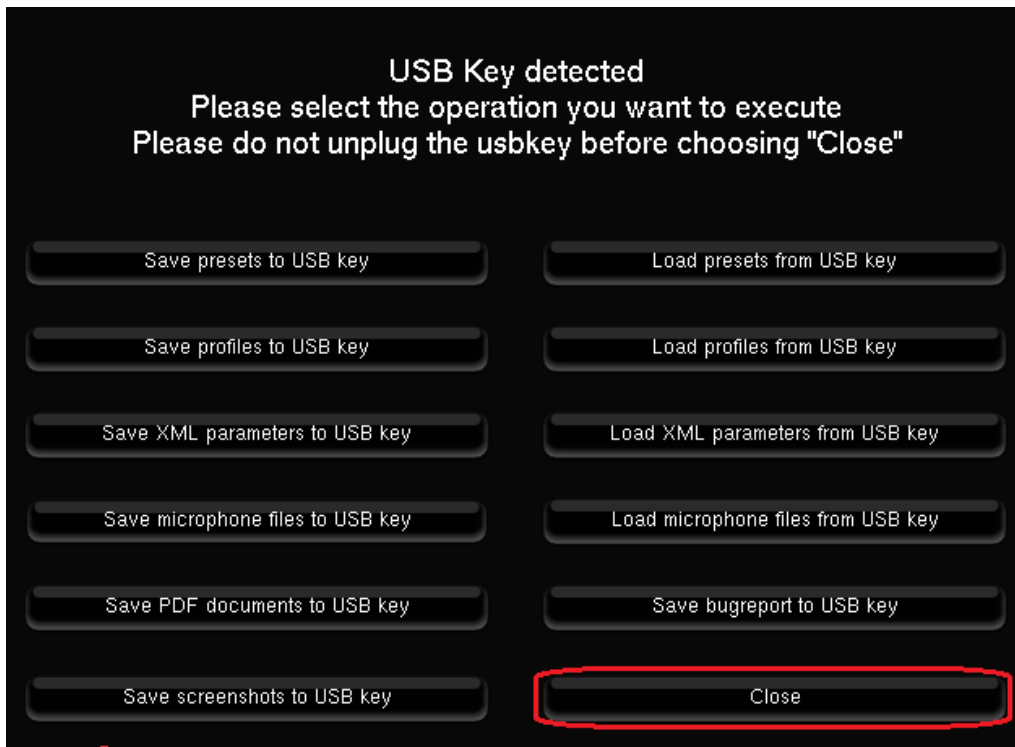 USB Key detected
Please select the operation you want to execute
Please do not unplug the usbkey before choosing "Close"
Save presets to USB key
Load presets from USB key
Save profiles to USB key
Load profiles from USB key
Save XML parameters to USB key
Load XML parameters from USB key
Save microphone files to USB key
Load microphone files from USB key
Save PDF documents to USB key
Save bugreport to USB key
Save screenshots to USB key
Close